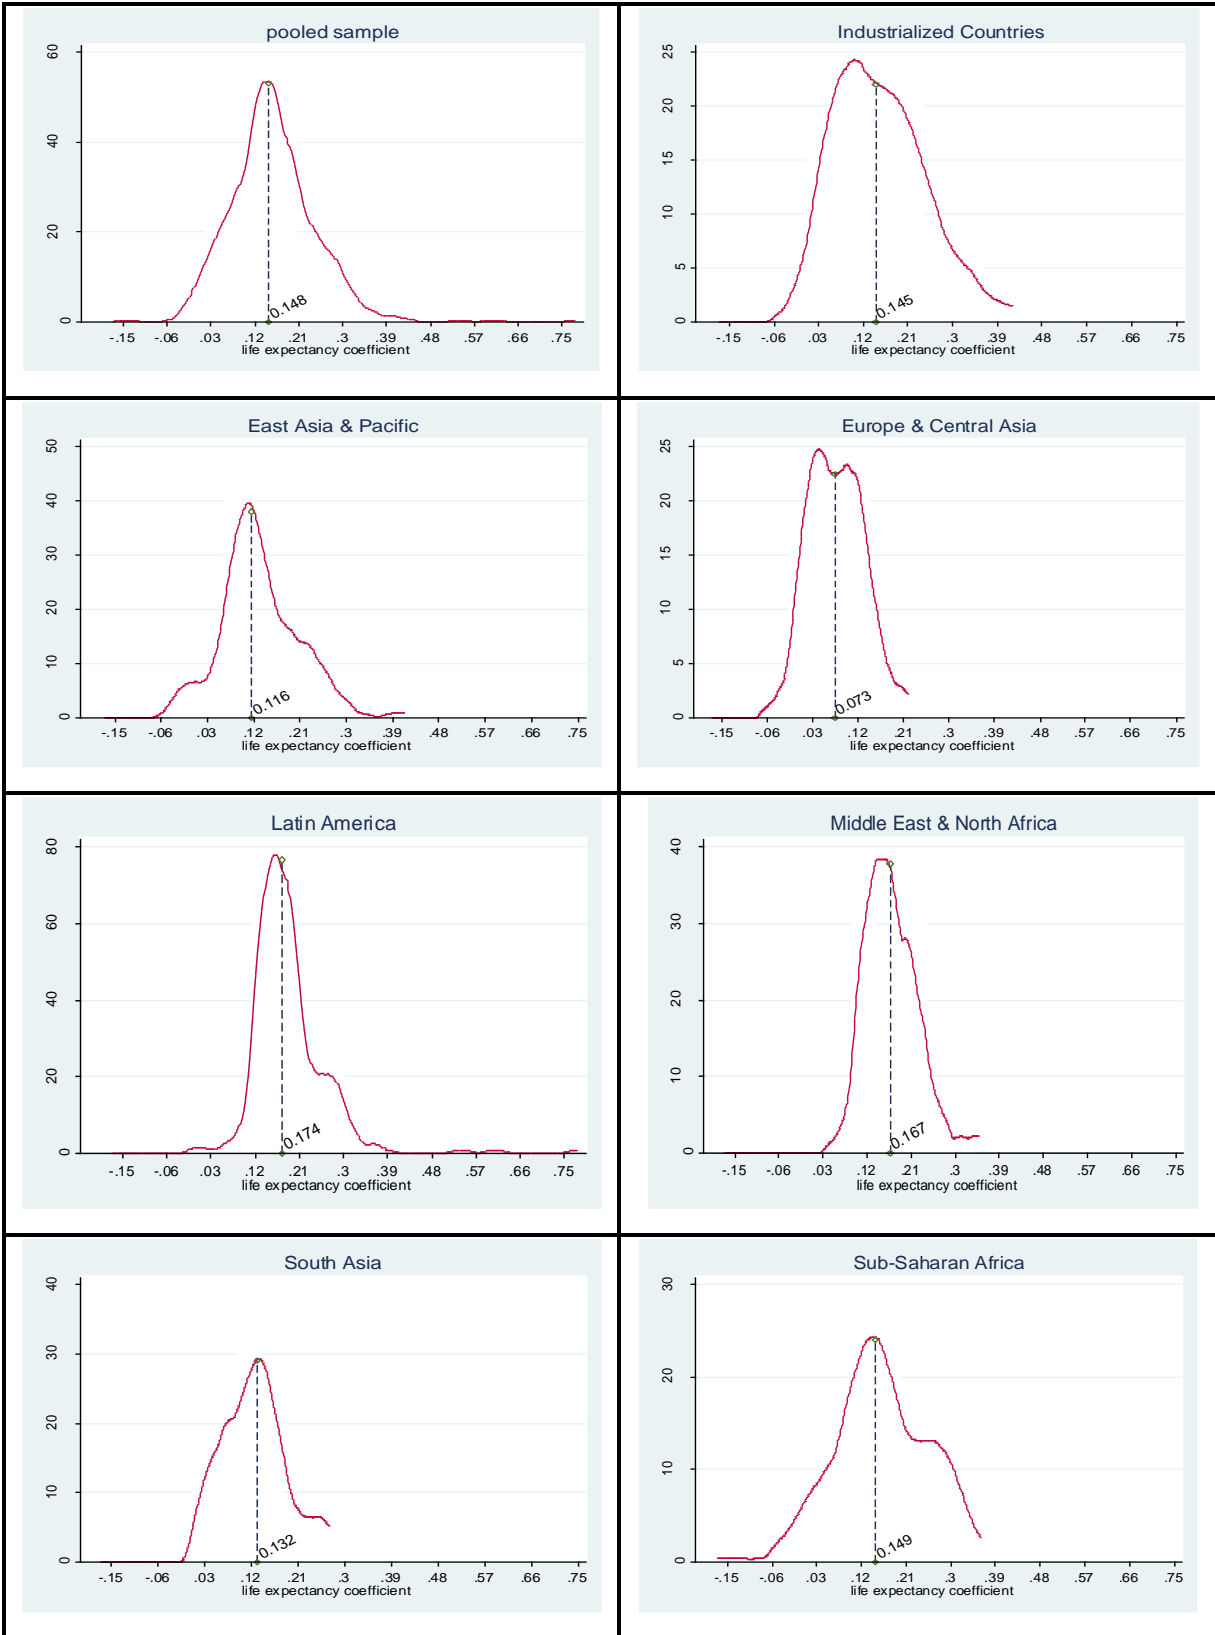 pooled sample
60
40
20
0
0.148
-.15 -.06 .03 .12 .21 .3 .39 .48 .57 .66 .75
life expectancy coefficient
Industrialized Countries
25
20
15
10
5
0
0.145
-.15 -.06 .03 .12 .21 .3 .39 .48 .57 .66 .75
life expectancy coefficient
East Asia & Pacific
50
40
30
20
10
0
0.116
-.15 -.06 .03 .12 .21 .3 .39 .48 .57 .66 .75
life expectancy coefficient
Europe & Central Asia
25
20
15
10
5
0
0.073
-.15 -.06 .03 .12 .21 .3 .39 .48 .57 .66 .75
life expectancy coefficient
Latin America
80
60
40
20
0
0.174
-.15 -.06 .03 .12 .21 .3 .39 .48 .57 .66 .75
life expectancy coefficient
Middle East & North Africa
40
30
20
10
0
0.167
-.15 -.06 .03 .12 .21 .3 .39 .48 .57 .66 .75
life expectancy coefficient
South Asia
40
30
20
10
0
0.132
-.15 -.06 .03 .12 .21 .3 .39 .48 .57 .66 .75
life expectancy coefficient
Sub-Saharan Africa
30
20
10
0
0.149
-.15 -.06 .03 .12 .21 .3 .39 .48 .57 .66 .75
life expectancy coefficient